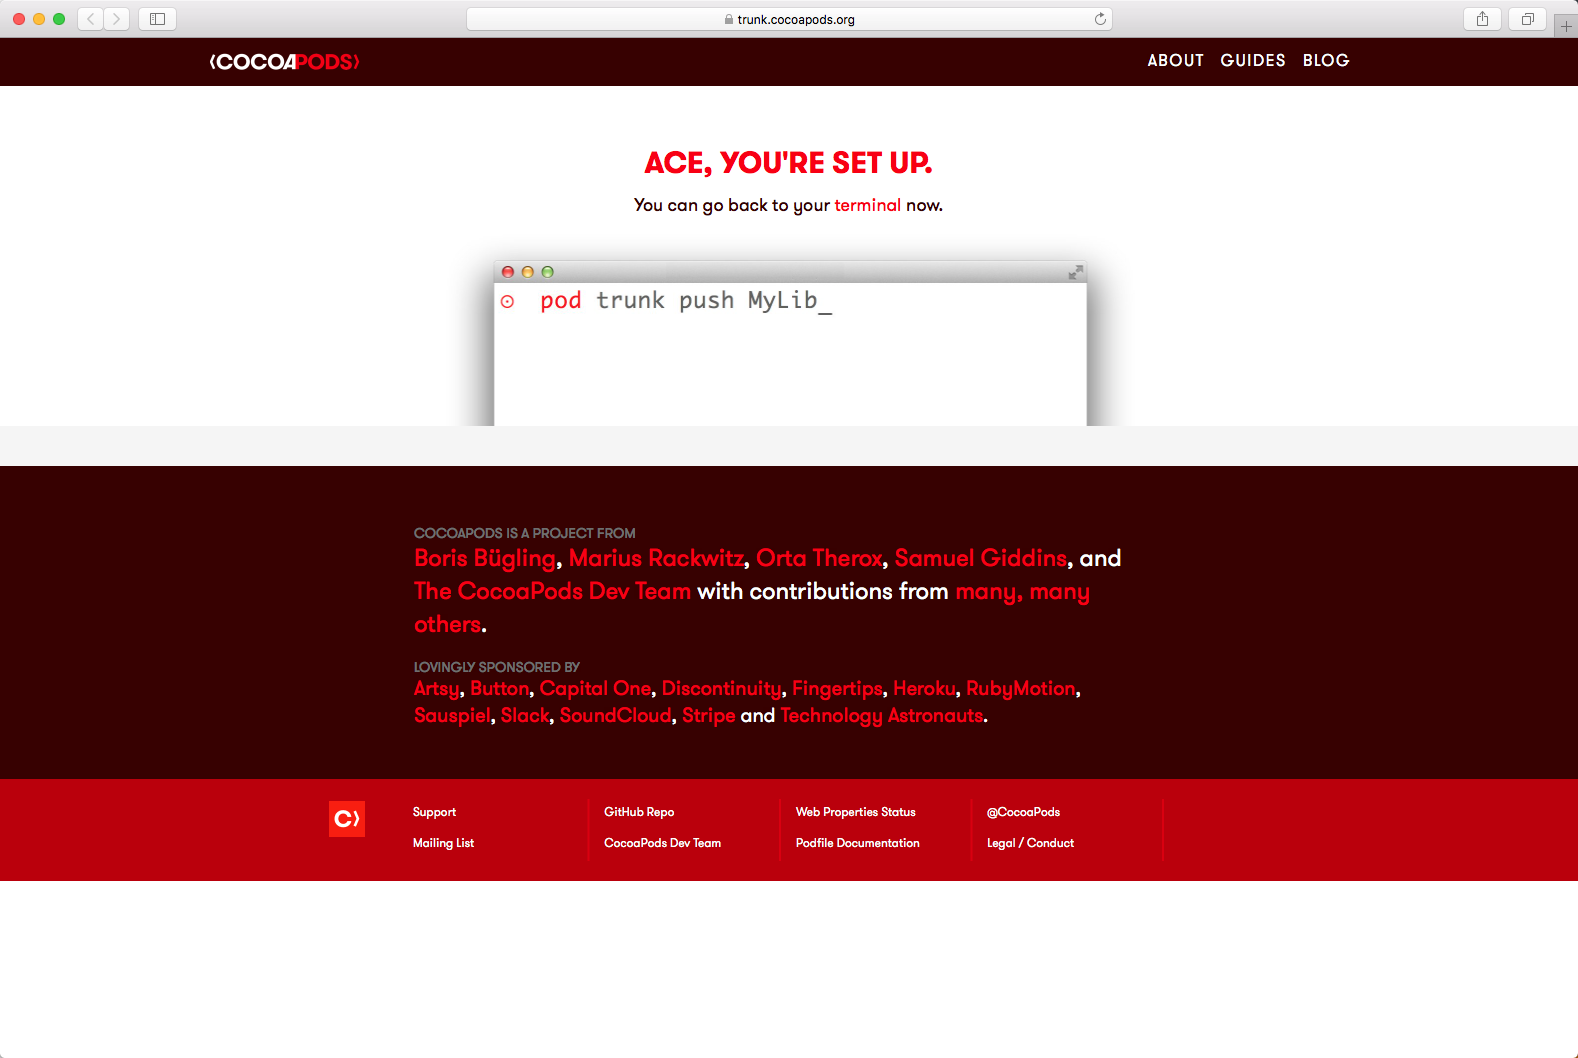 trunk.cocoapods.org
COCOAPODS
ABOUT GUIDES BLOG
ACE, YOU'RE SET UP.
You can go back to your terminal now.
pod trunk push MyLib_
COCOAPODS IS A PROJECT FROM
Boris Bügling, Marius Rackwitz, Orta Therox, Samuel Giddins, and
The CocoaPods Dev Team with contributions from many, many
others.
LOVINGLY SPONSORED BY
Artsy, Button, Capital One, Discontinuity, Fingertips, Heroku, RubyMotion,
Sauspiel, Slack, SoundCloud, Stripe and Technology Astronauts.
C
Support GitHub Repo Web Properties Status @CocoaPods
Mailing List CocoaPods Dev Team Podfile Documentation Legal / Conduct